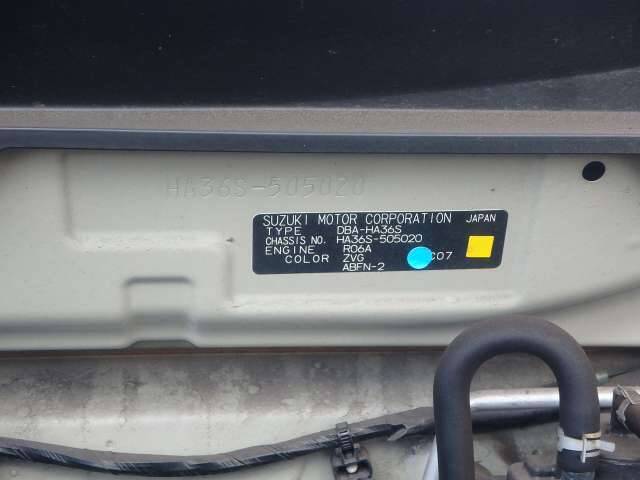 HA36S-505020
SUZUKI MOTOR CORPORATION JAPAN
TYPE DBA-HA36S
CHASSIS NO. HA36S-505020
ENGINE R06A
COLOR ZVG C07
ABFN-2